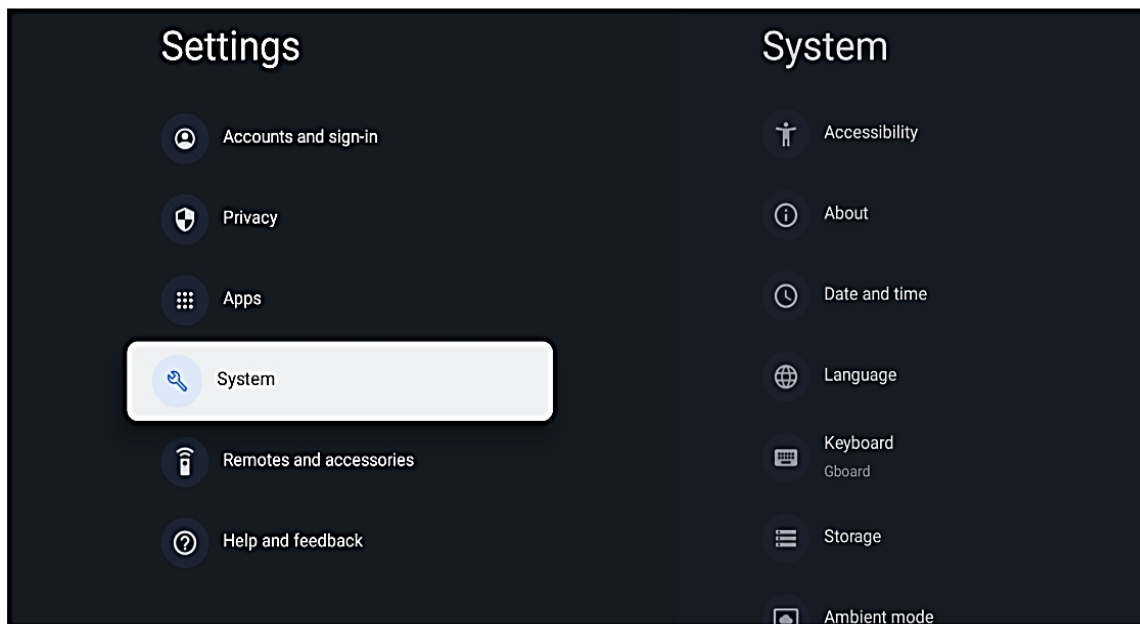 Settings
Accounts and sign-in
Privacy
Apps
System
Remotes and accessories
Help and feedback
System
Accessibility
About
Date and time
Language
Keyboard
Gboard
Storage
Ambient mode